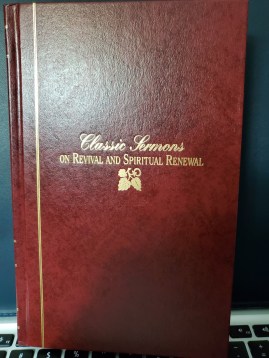 Classic Sermons
ON REVIVAL AND SPIRITUAL RENEWAL